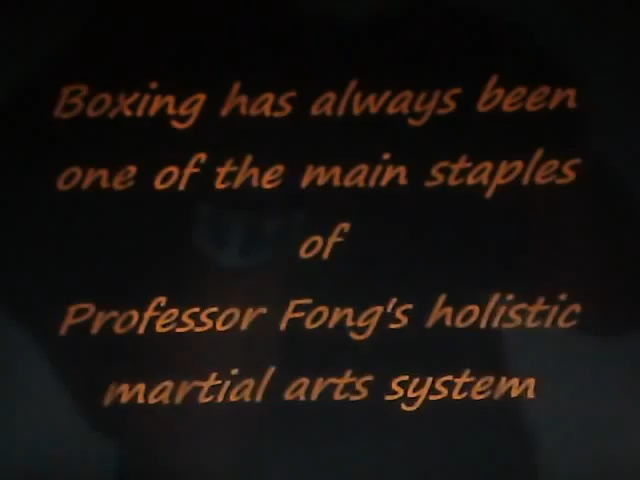 Boxing has always been
one of the main staples
of
Professor Fong's holistic
martial arts system